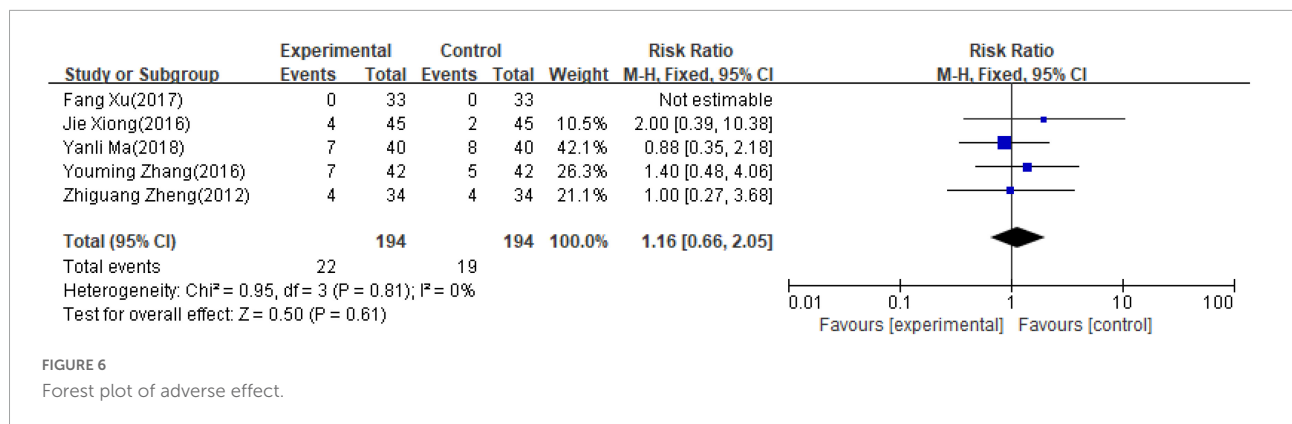 Experimental Control Risk Ratio Risk Ratio
Study or Subgroup Events Total Events Total Weight M-H, Fixed, 95% CI M-H, Fixed, 95% CI
Fang Xu(2017) 0 33 0 33 Not estimable
Jie Xiong(2016) 4 45 2 45 10.5% 2.00 [0.39, 10.38]
Yanli Ma(2018) 7 40 8 40 42.1% 0.88 [0.35, 2.18]
Youming Zhang(2016) 7 42 5 42 26.3% 1.40 [0.48, 4.06]
Zhiguang Zheng(2012) 4 34 4 34 21.1% 1.00 [0.27, 3.68]
Total (95% CI) 194 194 100.0% 1.16 [0.66, 2.05]
Total events 22 19
Heterogeneity: Chi² = 0.95, df = 3 (P = 0.81); I² = 0%
Test for overall effect: Z = 0.50 (P = 0.61)
0.01 0.1 1 10 100
Favours [experimental] Favours [control]
FIGURE 6
Forest plot of adverse effect.